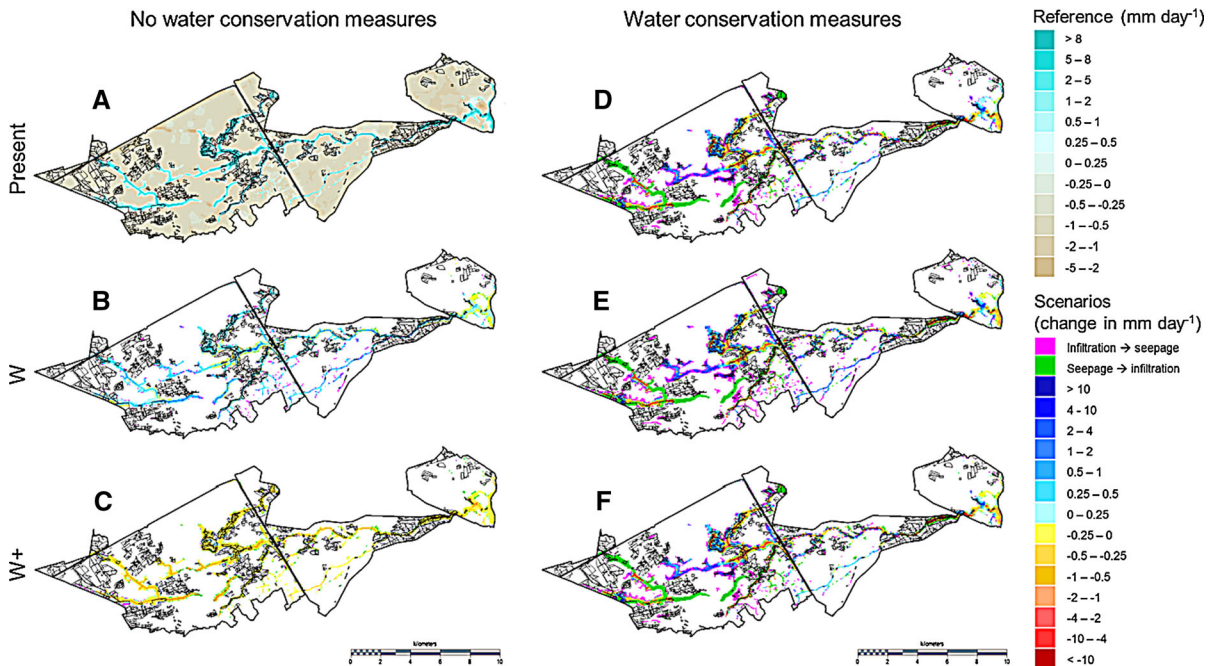 No water conservation measures
Water conservation measures
Reference (mm day-1)
> 8
5 – 8
2 – 5
1 – 2
0.5 – 1
0.25 – 0.5
0 – 0.25
-0.25 – 0
-0.5 – -0.25
-1 – -0.5
-2 – -1
-5 – -2
Scenarios
(change in mm day-1)
Infiltration → seepage
Seepage → infiltration
> 10
4 - 10
2 – 4
1 – 2
0.5 – 1
0.25 – 0.5
0 – 0.25
-0.25 – 0
-0.5 – -0.25
-1 – -0.5
-2 – -1
-4 – -2
-10 – -4
< -10
Present
A
D
W
B
E
W+
C
F
kilometers
0 2 4 6 8 10
kilometers
0 2 4 6 8 10